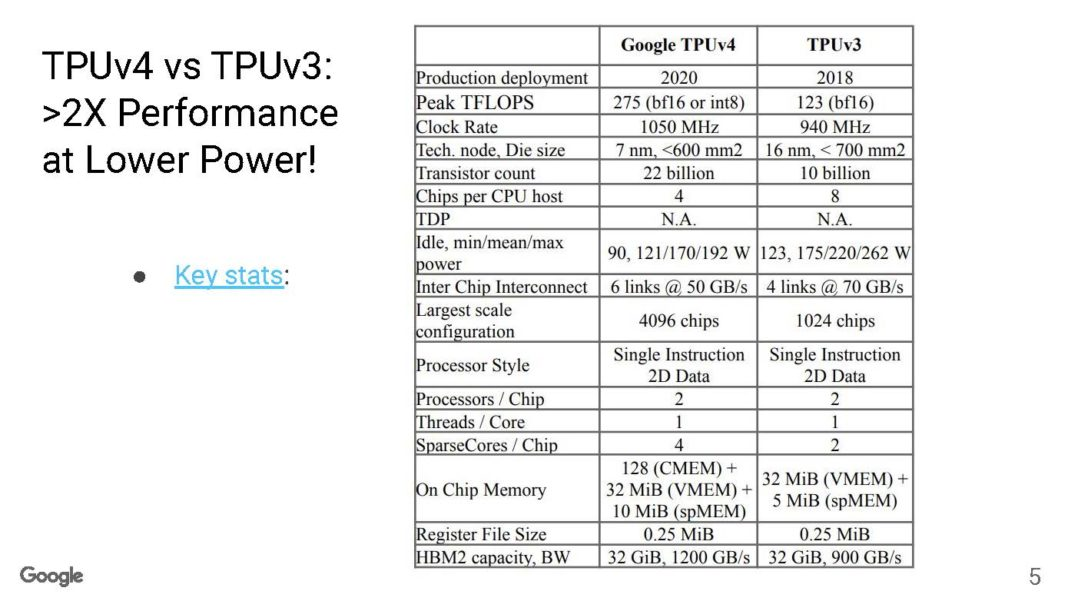 TPUv4 vs TPUv3:
>2X Performance
at Lower Power!
● Key stats:
Google TPUv4 TPUv3
Production deployment 2020 2018
Peak TFLOPS 275 (bf16 or int8) 123 (bf16)
Clock Rate 1050 MHz 940 MHz
Tech. node, Die size 7 nm, <600 mm2 16 nm, < 700 mm2
Transistor count 22 billion 10 billion
Chips per CPU host 4 8
TDP N.A. N.A.
Idle, min/mean/max
power 90, 121/170/192 W 123, 175/220/262 W
Inter Chip Interconnect 6 links @ 50 GB/s 4 links @ 70 GB/s
Largest scale
configuration 4096 chips 1024 chips
Processor Style Single Instruction
2D Data Single Instruction
2D Data
Processors / Chip 2 2
Threads / Core 1 1
SparseCores / Chip 4 2
On Chip Memory 128 (CMEM) +
32 MiB (VMEM) +
10 MiB (spMEM) 32 MiB (VMEM) +
5 MiB (spMEM)
Register File Size 0.25 MiB 0.25 MiB
HBM2 capacity, BW 32 GiB, 1200 GB/s 32 GiB, 900 GB/s
Google
5